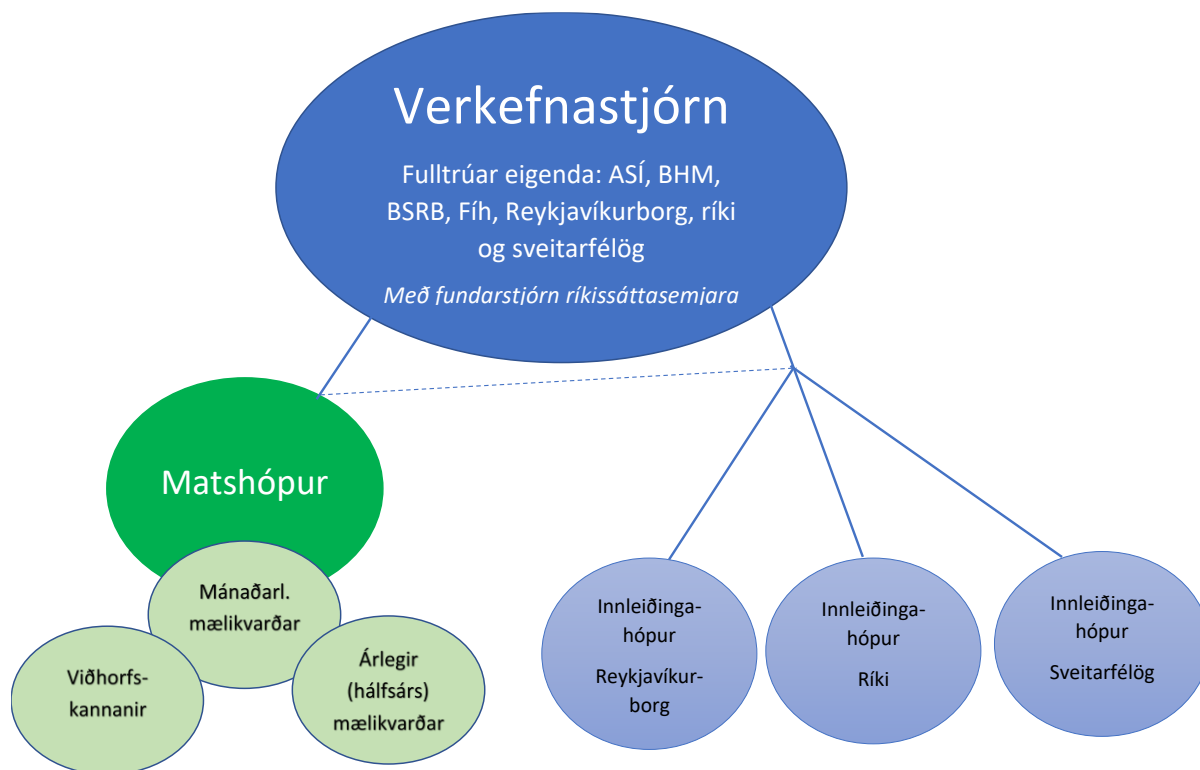 Verkefnastjórn
Fulltrúar eigenda: ASÍ, BHM,
BSRB, Fíh, Reykjavíkurborg, ríki
og sveitarfélög
Með fundarstjórn ríkissáttasemjara
Matshópur
Mánaðarl.
mælikvarðar
Viðhorfs-
kannanir
Árlegir
(hálfsárs)
mælikvarðar
Innleiðinga-
hópur
Reykjavíkur-
borg
Innleiðinga-
hópur
Ríki
Innleiðinga-
hópur
Sveitarfélög